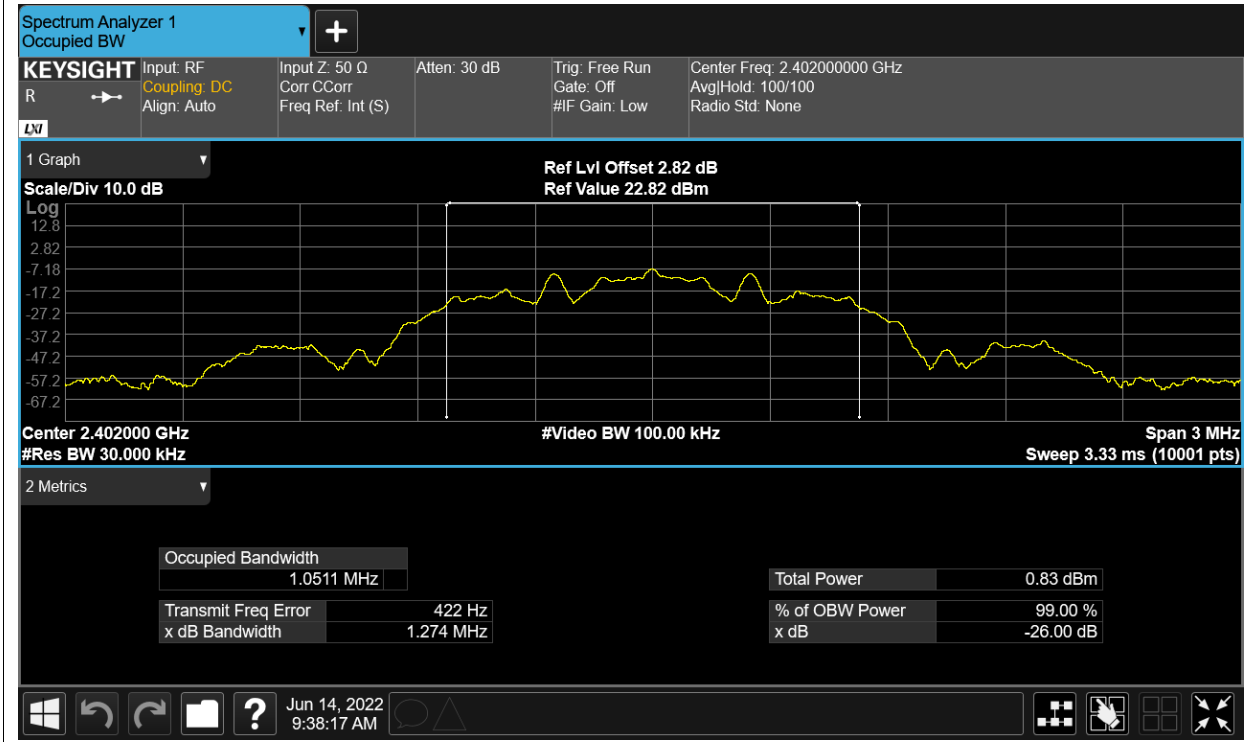 Spectrum Analyzer 1
Occupied BW
KEYSIGHT Input: RF Input Z: 50 Ω Atten: 30 dB Trig: Free Run Center Freq: 2.402000000 GHz
R Coupling: DC Corr CCorr Gate: Off Avg|Hold: 100/100
Align: Auto Freq Ref: Int (S) #IF Gain: Low Radio Std: None
LXI
1 Graph
Ref Lvl Offset 2.82 dB
Scale/Div 10.0 dB Ref Value 22.82 dBm
Log
12.8
2.82
-7.18
-17.2
-27.2
-37.2
-47.2
-57.2
-67.2
Center 2.402000 GHz #Video BW 100.00 kHz Span 3 MHz
#Res BW 30.000 kHz Sweep 3.33 ms (10001 pts)
2 Metrics
Occupied Bandwidth
1.0511 MHz Total Power 0.83 dBm
Transmit Freq Error 422 Hz % of OBW Power 99.00 %
x dB Bandwidth 1.274 MHz x dB -26.00 dB
? Jun 14, 2022
9:38:17 AM